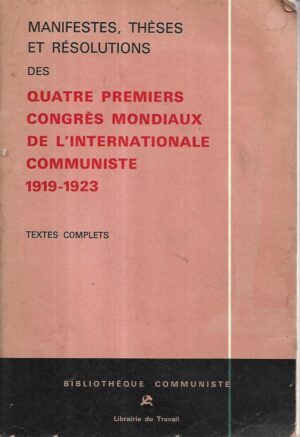 MANIFESTES, THÈSES
ET RÉSOLUTIONS
DES
QUATRE PREMIERS
CONGRÈS MONDIAUX
DE L'INTERNATIONALE
COMMUNISTE
1919-1923
TEXTES COMPLETS
BIBLIOTHÉQUE COMMUNISTE
Librairie du Travail